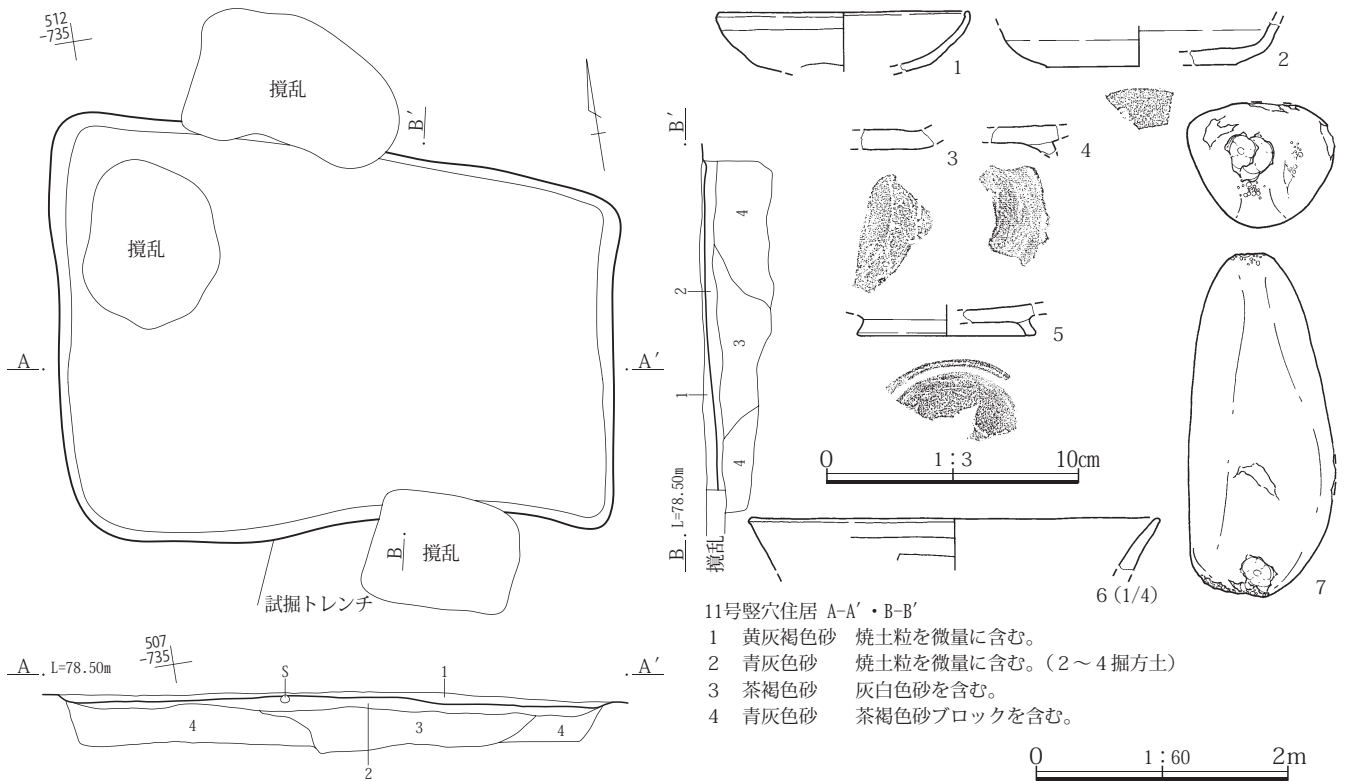 512
-735
撹乱
B′
撹乱
A
A′
B
撹乱
試掘トレンチ
507
-735
A L=78.50m
A′
S
1
4
3
4
2
B′
4
2
3
1
4
B L=78.50m
撹乱
1
2
3
4
5
0 1：3 10cm
6 (1/4)
7
11号竪穴住居 A-A′・B-B′
1 黄灰褐色砂 焼土粒を微量に含む。
2 青灰色砂 焼土粒を微量に含む。（２～４掘方土）
3 茶褐色砂 灰白色砂を含む。
4 青灰色砂 茶褐色砂ブロックを含む。
0 1：60 2m